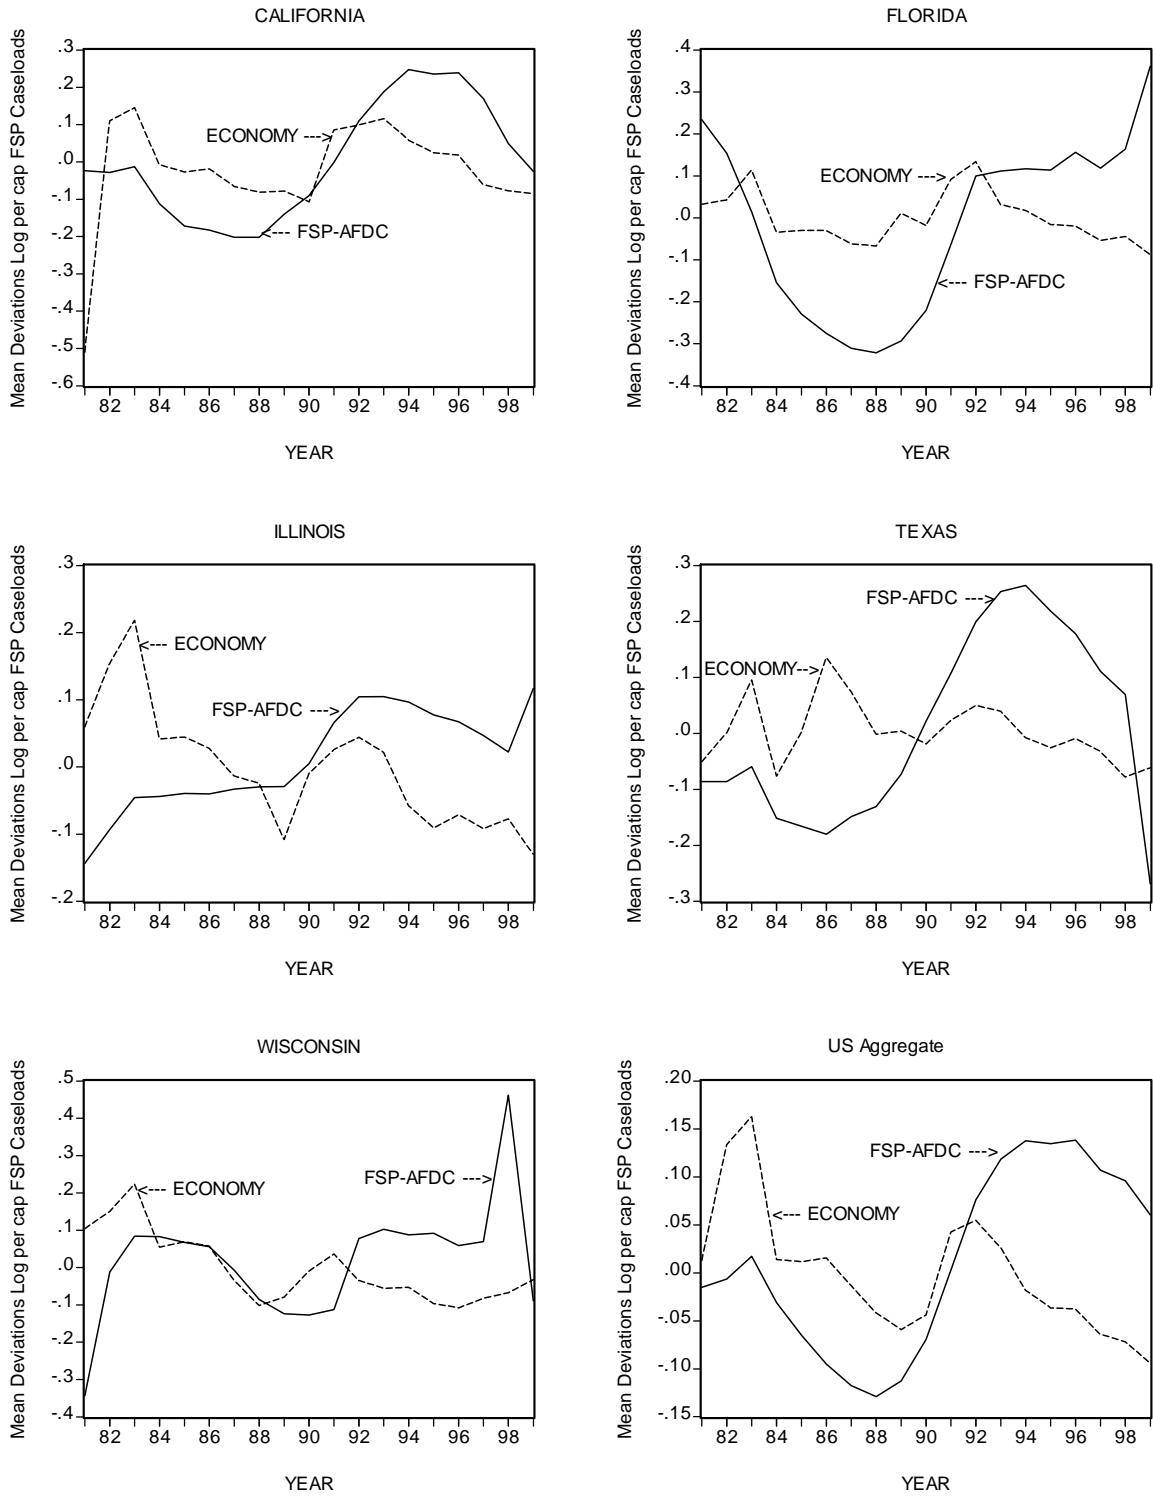 CALIFORNIA
Mean Deviations Log per cap FSP Caseloads
.3
.2
.1
.0
-.1
-.2
-.3
-.4
-.5
-.6
ECONOMY
FSP-AFDC
82 84 86 88 90 92 94 96 98
YEAR
FLORIDA
Mean Deviations Log per cap FSP Caseloads
.4
.3
.2
.1
.0
-.1
-.2
-.3
-.4
ECONOMY
FSP-AFDC
82 84 86 88 90 92 94 96 98
YEAR
ILLINOIS
Mean Deviations Log per cap FSP Caseloads
.3
.2
.1
.0
-.1
-.2
ECONOMY
FSP-AFDC
82 84 86 88 90 92 94 96 98
YEAR
TEXAS
Mean Deviations Log per cap FSP Caseloads
.3
.2
.1
.0
-.1
-.2
-.3
FSP-AFDC
ECONOMY
82 84 86 88 90 92 94 96 98
YEAR
WISCONSIN
Mean Deviations Log per cap FSP Caseloads
.5
.4
.3
.2
.1
.0
-.1
-.2
-.3
-.4
FSP-AFDC
ECONOMY
82 84 86 88 90 92 94 96 98
YEAR
US Aggregate
Mean Deviations Log per cap FSP Caseloads
.20
.15
.10
.05
.00
-.05
-.10
-.15
FSP-AFDC
ECONOMY
82 84 86 88 90 92 94 96 98
YEAR